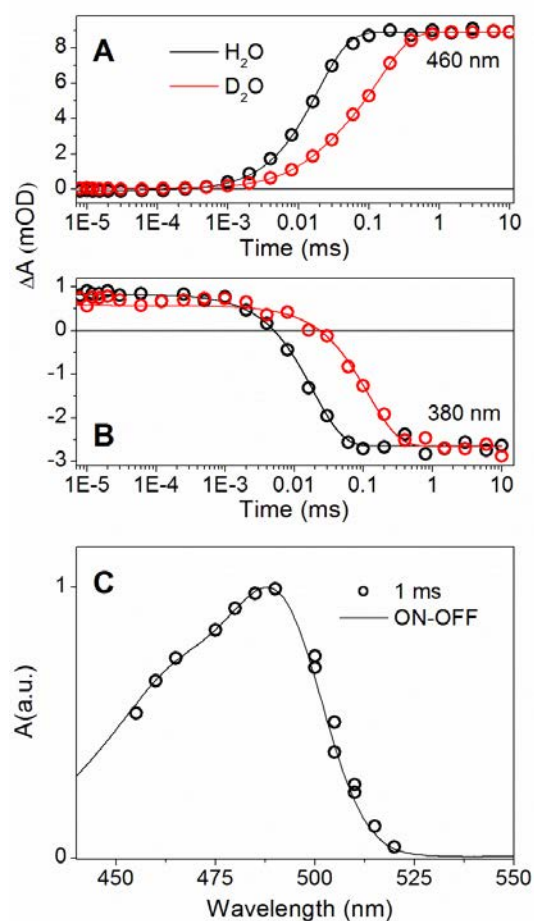 A
H₂O
D₂O
460 nm
8
6
4
2
0
1E-5 1E-4 1E-3 0.01 0.1 1 10
Time (ms)
ΔA (mOD)
1
0
-1
-2
-3
B
380 nm
1E-5 1E-4 1E-3 0.01 0.1 1 10
Time (ms)
C
1 ms
ON-OFF
1
0
A(a.u.)
450 475 500 525 550
Wavelength (nm)